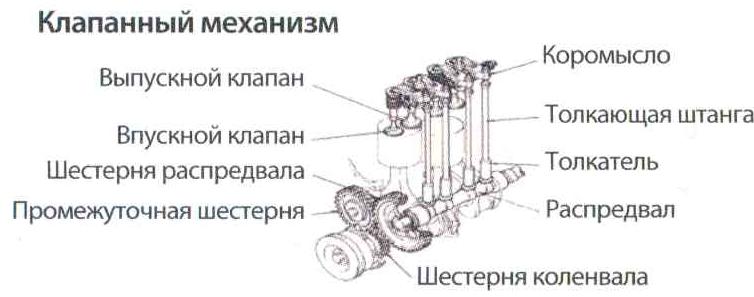 Клапанный механизм
Выпускной клапан
Впускной клапан
Шестерня распредвала
Промежуточная шестерня
Коромысло
Толкающая штанга
Толкатель
Распредвал
Шестерня коленвала